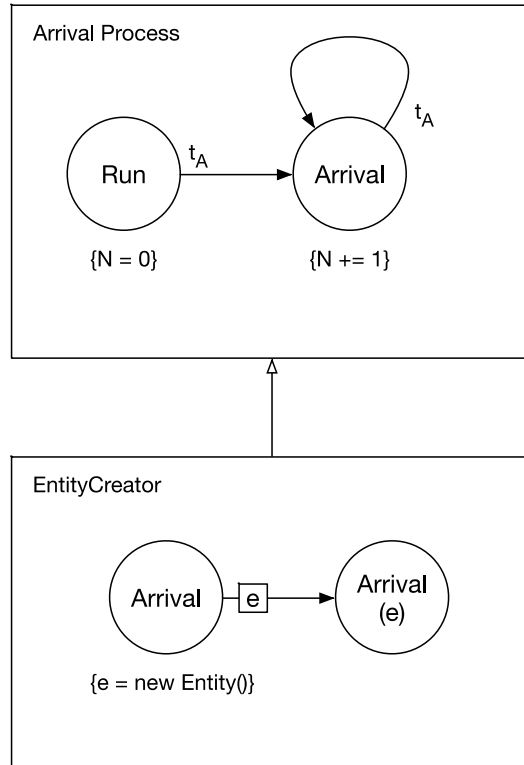 Arrival Process
t_A
t_A
Run
Arrival
{N = 0}
{N += 1}
EntityCreator
Arrival
e
Arrival
(e)
{e = new Entity()}